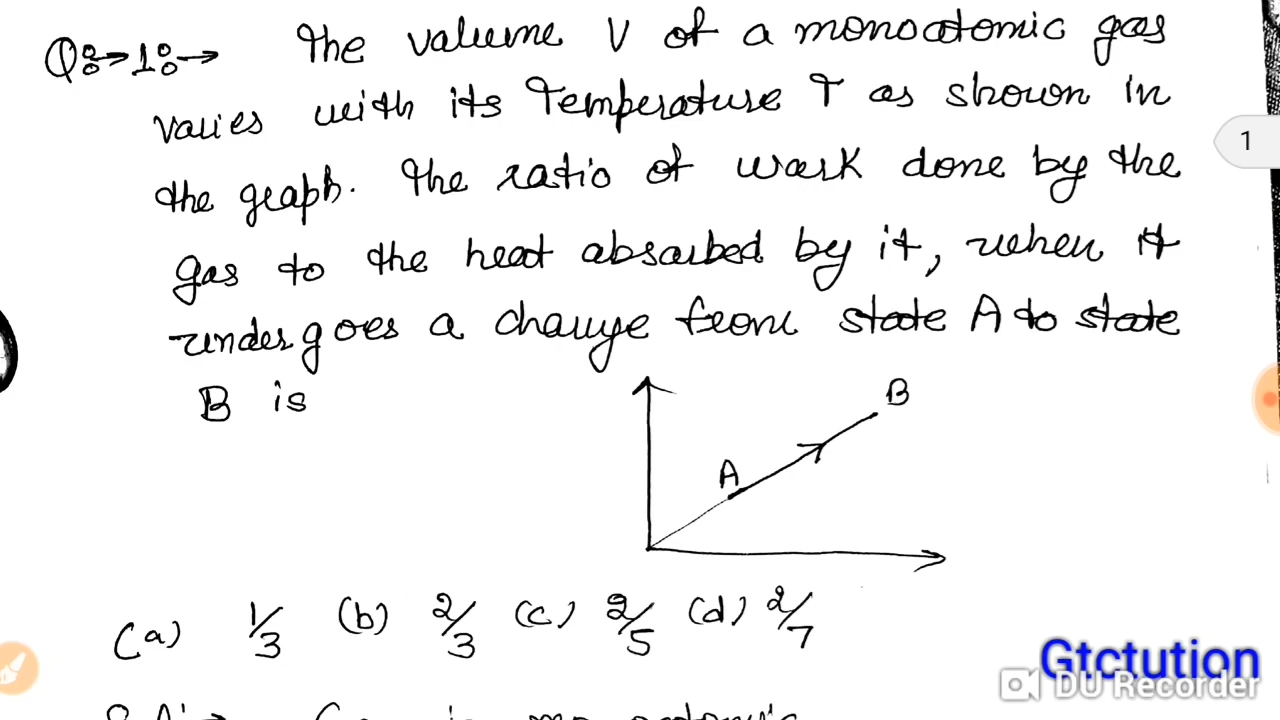 Q:→1:→ The valume V of a monoatomic gas
varies with its Temperature T as shown in
the graph. The ratio of work done by the
gas to the heat absorbed by it, when it
undergoes a change from state A to state
B is
B
A
(a) 1/3 (b) 2/3 (c) 2/5 (d) 2/7
Gtctution
DU Recorder
1